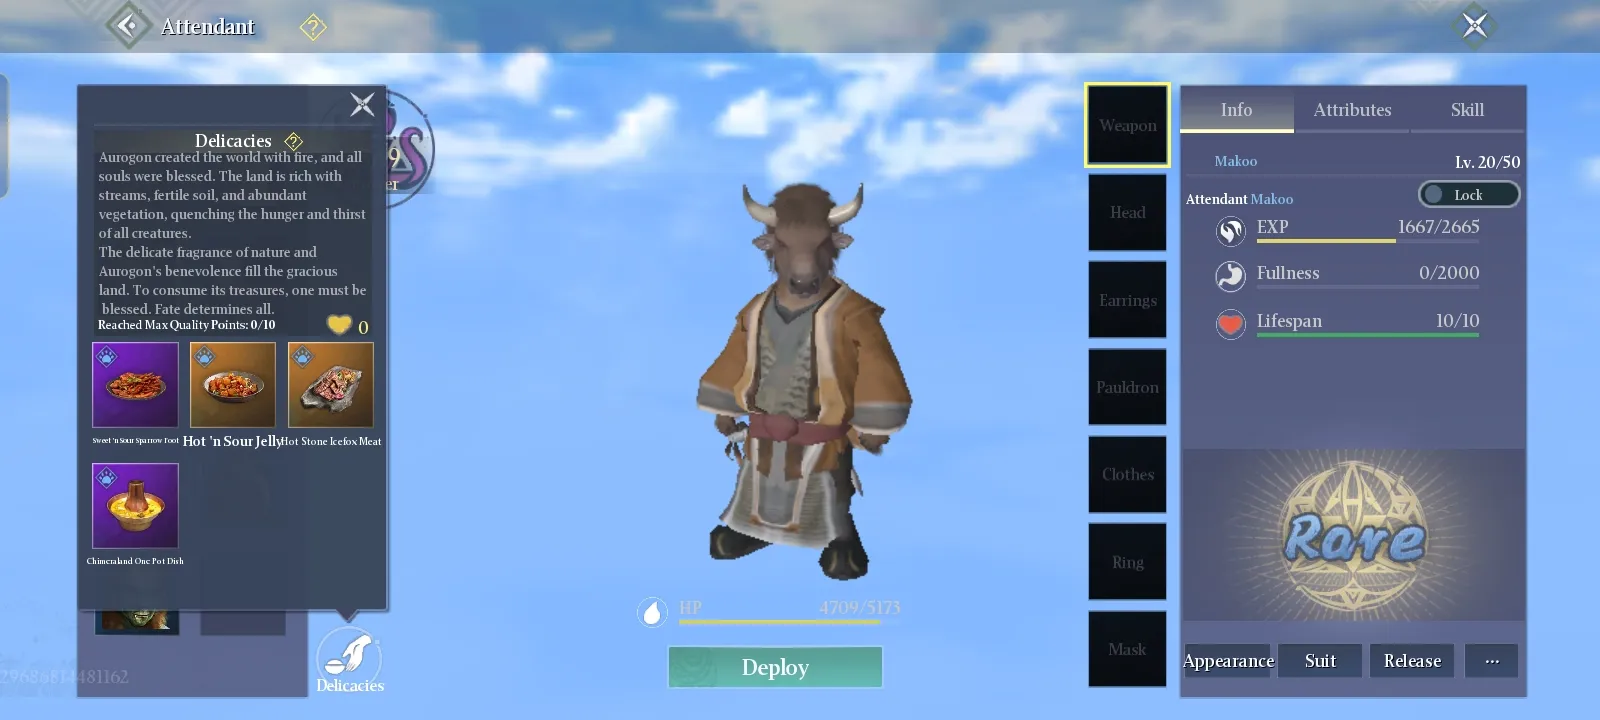 Attendant
?
Delicacies ?
Aurogon created the world with fire, and all
souls were blessed. The land is rich with
streams, fertile soil, and abundant
vegetation, quenching the hunger and thirst
of all creatures.
The delicate fragrance of nature and
Aurogon's benevolence fill the gracious
land. To consume its treasures, one must be
blessed. Fate determines all.
Reached Max Quality Points: 0/10
0
Sweet 'n Sour Sparrow Foot
Hot 'n Sour Jelly
Hot Stone Icefox Meat
Chimeraland One Pot Dish
Delicacies
9
er
HP 4709/5173
Deploy
Weapon
Head
Earrings
Pauldron
Clothes
Ring
Mask
Info
Attributes
Skill
Makoo Lv. 20/50
Attendant Makoo
Lock
EXP 1667/2665
Fullness 0/2000
Lifespan 10/10
Rare
Appearance
Suit
Release
...